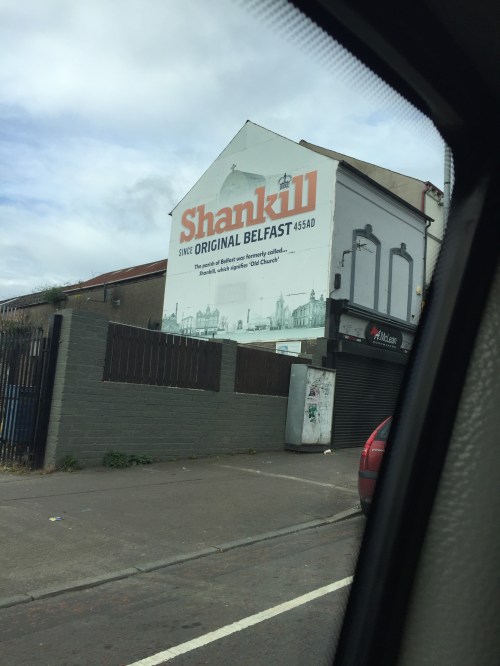 Shankill
SINCE ORIGINAL BELFAST 455AD
The parish of Belfast was formerly called...
Shankill, which signifies 'Old Church'
McLean